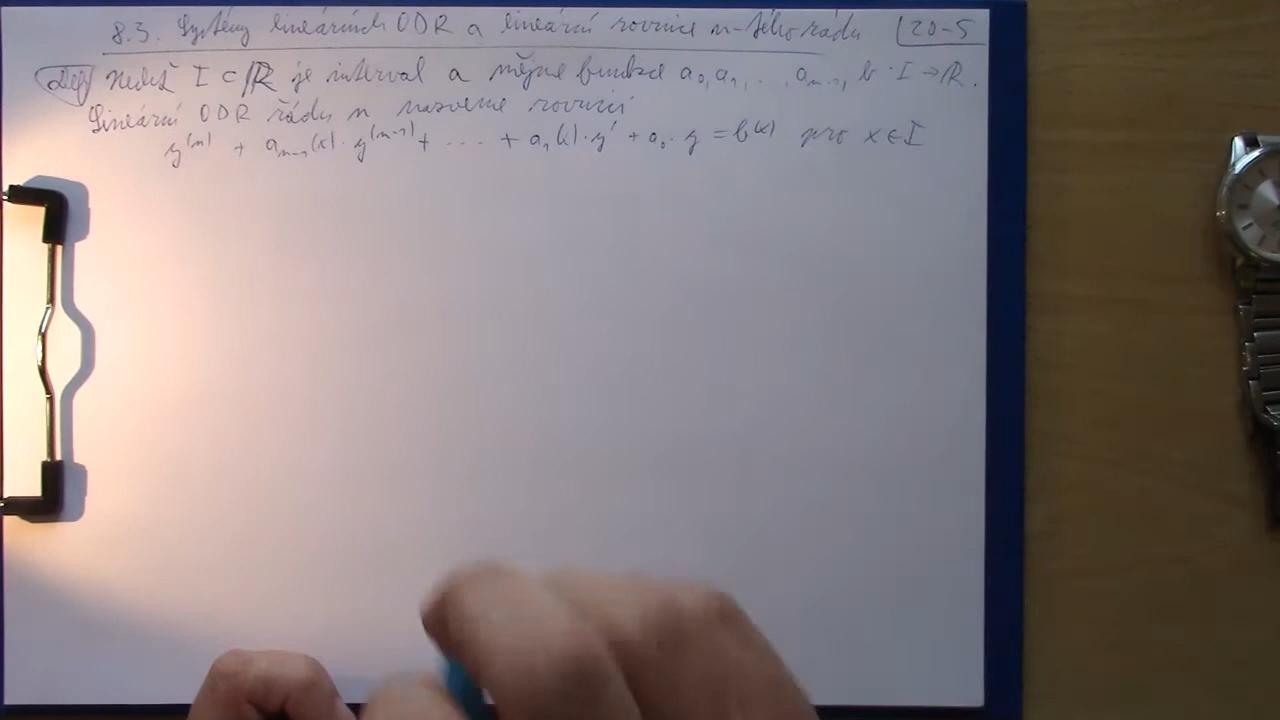 8.3. Systémy lineárních ODR a lineární rovnice n-tého řádu 20-5
Def Nechť I ⊂ ℝ je interval a mějme funkce a₀, a₁, ..., aₙ₋₁, b : I → ℝ.
Lineární ODR řádu n nazveme rovnici
y⁽ⁿ⁾ + aₙ₋₁(x)·y⁽ⁿ⁻¹⁾ + ... + a₁(x)·y' + a₀·y = b(x) pro x ∈ I